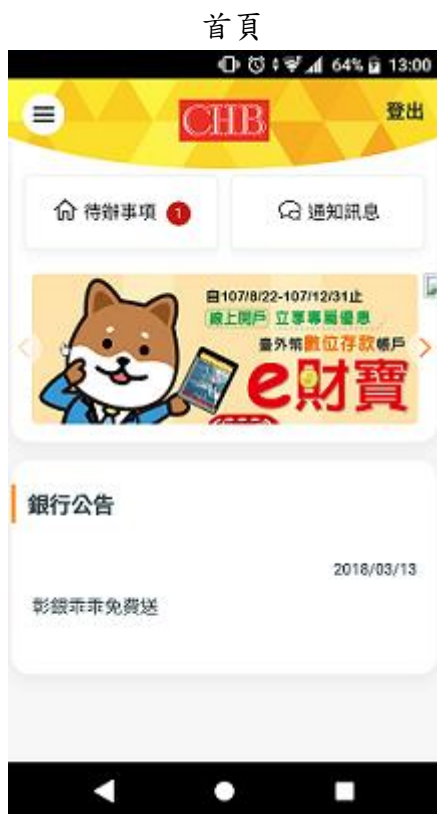 首頁
64% 13:00
CHB
登出
待辦事項 1
通知訊息
自107/8/22-107/12/31止
線上開戶 立享專屬優惠
臺外幣數位存款帳戶
e財寶
銀行公告
2018/03/13
彰銀乖乖免費送